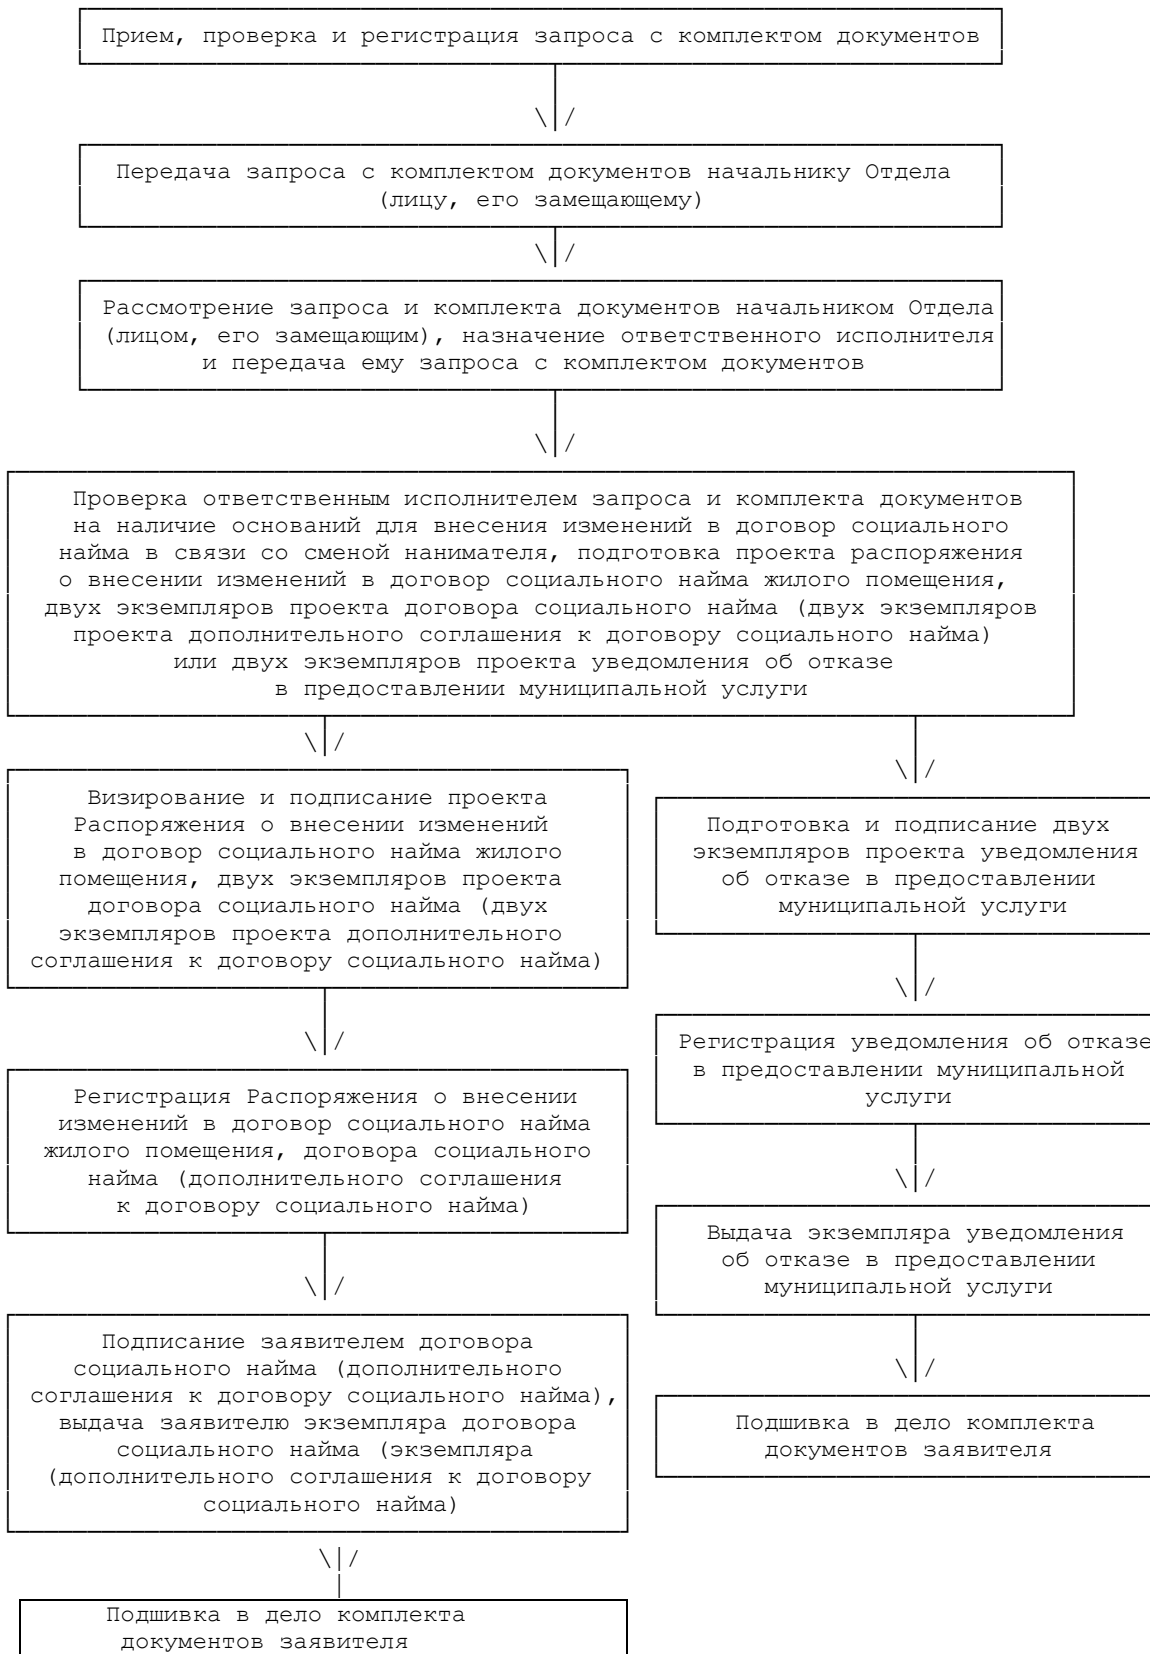 Прием, проверка и регистрация запроса с комплектом документов
Передача запроса с комплектом документов начальнику Отдела
(лицу, его замещающему)
Рассмотрение запроса и комплекта документов начальником Отдела
(лицом, его замещающим), назначение ответственного исполнителя
и передача ему запроса с комплектом документов
Проверка ответственным исполнителем запроса и комплекта документов
на наличие оснований для внесения изменений в договор социального
найма в связи со сменой нанимателя, подготовка проекта распоряжения
о внесении изменений в договор социального найма жилого помещения,
двух экземпляров проекта договора социального найма (двух экземпляров
проекта дополнительного соглашения к договору социального найма)
или двух экземпляров проекта уведомления об отказе
в предоставлении муниципальной услуги
Визирование и подписание проекта
Распоряжения о внесении изменений
в договор социального найма жилого
помещения, двух экземпляров проекта
договора социального найма (двух
экземпляров проекта дополнительного
соглашения к договору социального найма)
Регистрация Распоряжения о внесении
изменений в договор социального найма
жилого помещения, договора социального
найма (дополнительного соглашения
к договору социального найма)
Подписание заявителем договора
социального найма (дополнительного
соглашения к договору социального найма),
выдача заявителю экземпляра договора
социального найма (экземпляра
(дополнительного соглашения к договору
социального найма)
Подшивка в дело комплекта
документов заявителя
Подготовка и подписание двух
экземпляров проекта уведомления
об отказе в предоставлении
муниципальной услуги
Регистрация уведомления об отказе
в предоставлении муниципальной
услуги
Выдача экземпляра уведомления
об отказе в предоставлении
муниципальной услуги
Подшивка в дело комплекта
документов заявителя